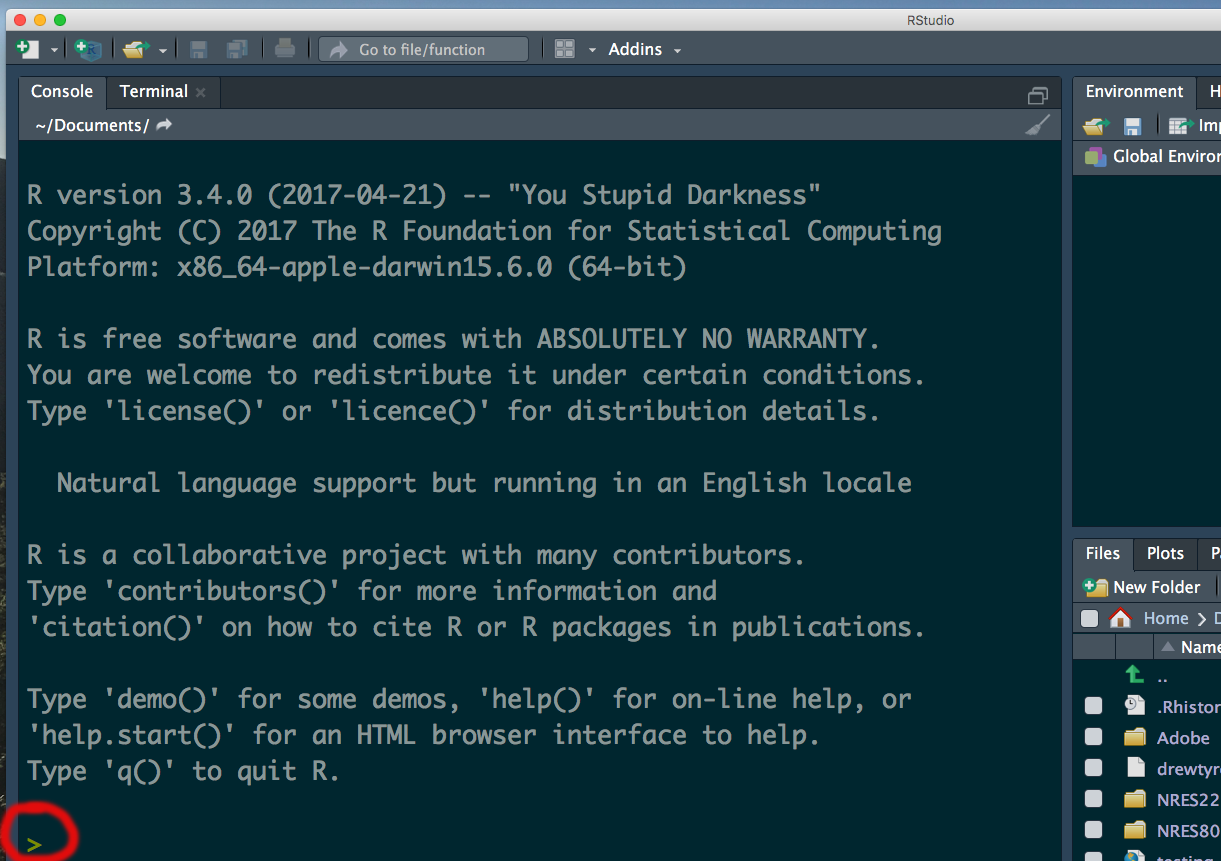 RStudio
Go to file/function
Addins
Console
Terminal
~/Documents/
R version 3.4.0 (2017-04-21) -- "You Stupid Darkness"
Copyright (C) 2017 The R Foundation for Statistical Computing
Platform: x86_64-apple-darwin15.6.0 (64-bit)
R is free software and comes with ABSOLUTELY NO WARRANTY.
You are welcome to redistribute it under certain conditions.
Type 'license()' or 'licence()' for distribution details.
Natural language support but running in an English locale
R is a collaborative project with many contributors.
Type 'contributors()' for more information and
'citation()' on how to cite R or R packages in publications.
Type 'demo()' for some demos, 'help()' for on-line help, or
'help.start()' for an HTML browser interface to help.
Type 'q()' to quit R.
>
Environment
H
Imp
Global Enviror
Files
Plots
Pa
New Folder
Home
D
Name
..
.Rhistor
Adobe
drewtyre
NRES22
NRES80